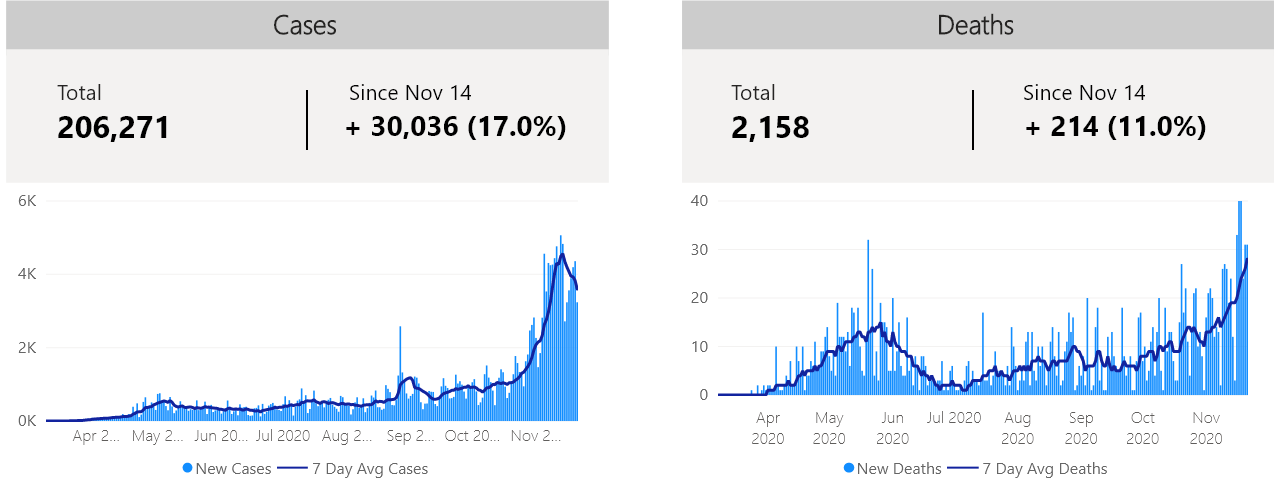 Cases
Total
206,271
Since Nov 14
+ 30,036 (17.0%)
6K
4K
2K
0K
Apr 2... May 2... Jun 20... Jul 2020 Aug 2... Sep 2... Oct 20... Nov 2...
New Cases 7 Day Avg Cases
Deaths
Total
2,158
Since Nov 14
+ 214 (11.0%)
40
30
20
10
0
Apr May Jun Jul 2020 Aug Sep Oct Nov
2020 2020 2020 2020 2020 2020 2020
New Deaths 7 Day Avg Deaths